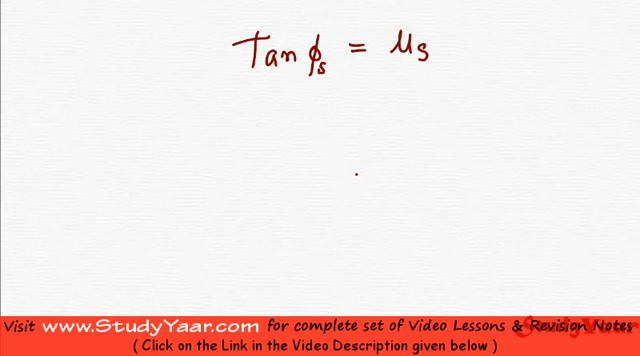 Tan ϕs = μs
Visit www.StudyYaar.com for complete set of Video Lessons & Revision Notes
( Click on the Link in the Video Description given below )
StudyYaar